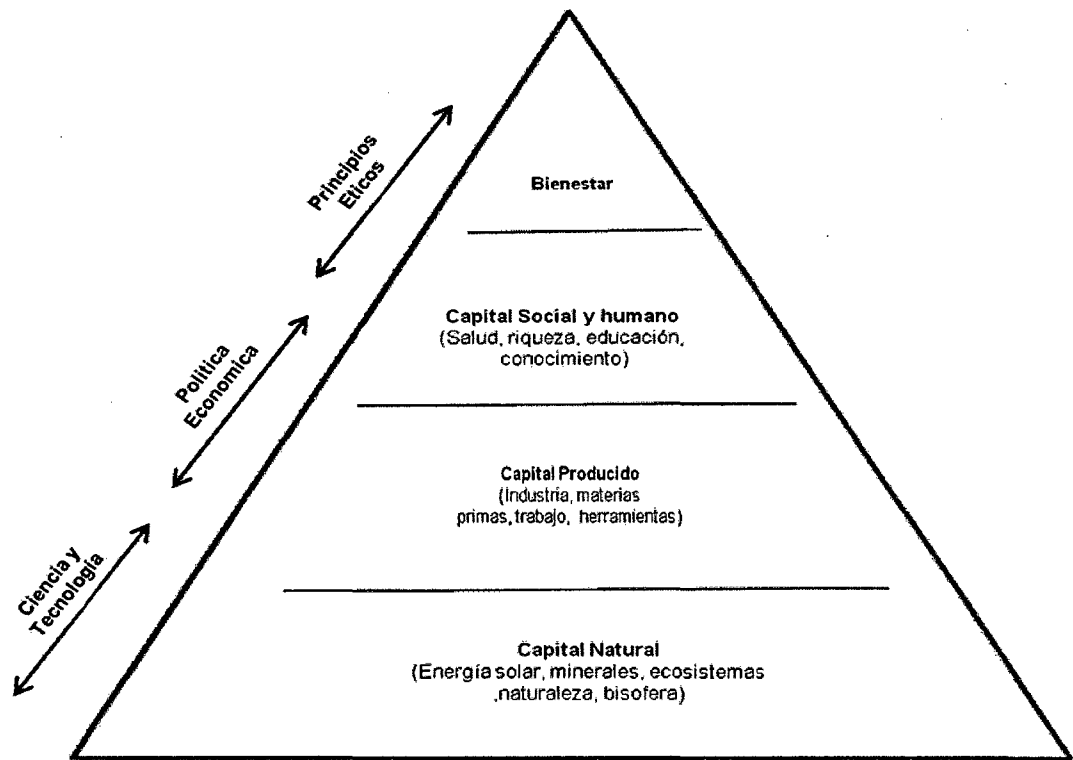 Principios
Eticos
Bienestar
Capital Social y humano
(Salud, riqueza, educación,
conocimiento)
Politica
Economica
Capital Producido
(Industria, materias
primas, trabajo, herramientas)
Ciencia y
Tecnología
Capital Natural
(Energía solar, minerales, ecosistemas
,naturaleza, bisofera)